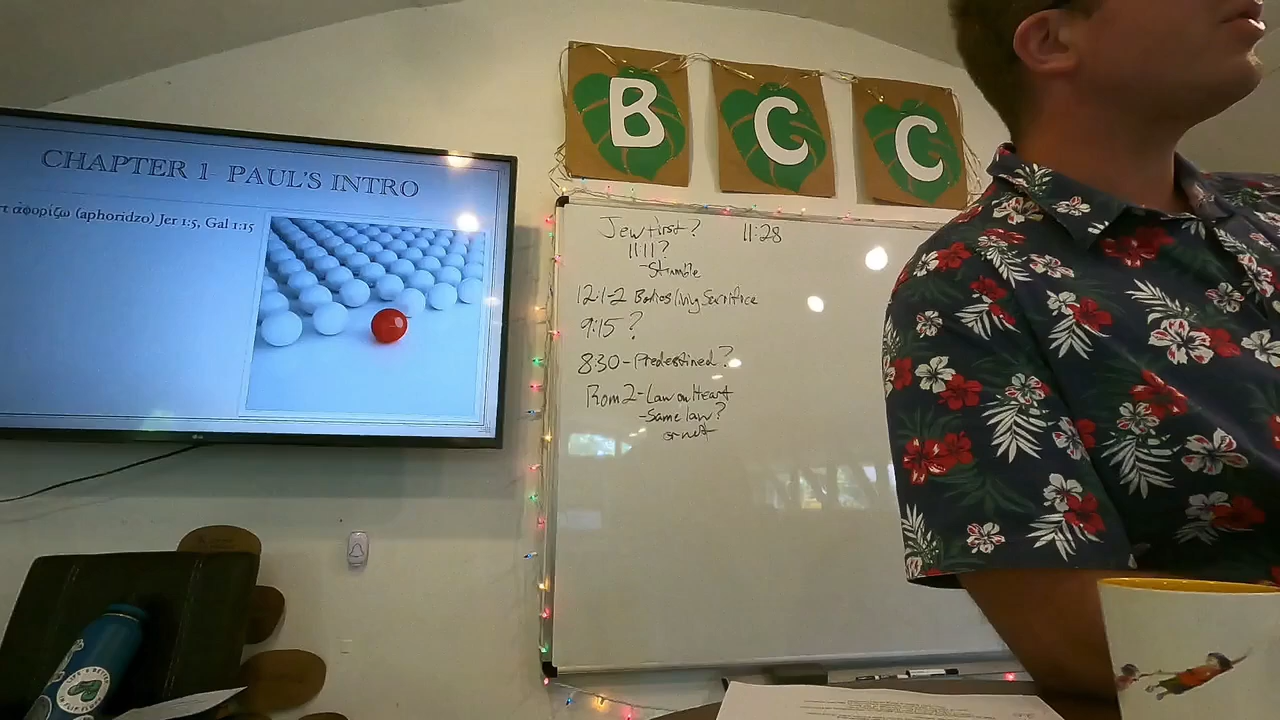 CHAPTER 1- PAUL'S INTRO
ἀφορίζω (aphoridzo) Jer 1:5, Gal 1:15
B C C
Jew first? 11:28
11:11?
-Stumble
12:1-2 Bodies living Sacrifice
9:15?
8:30-Predestined?
Rom 2-Law on Heart
-Same law?
or not